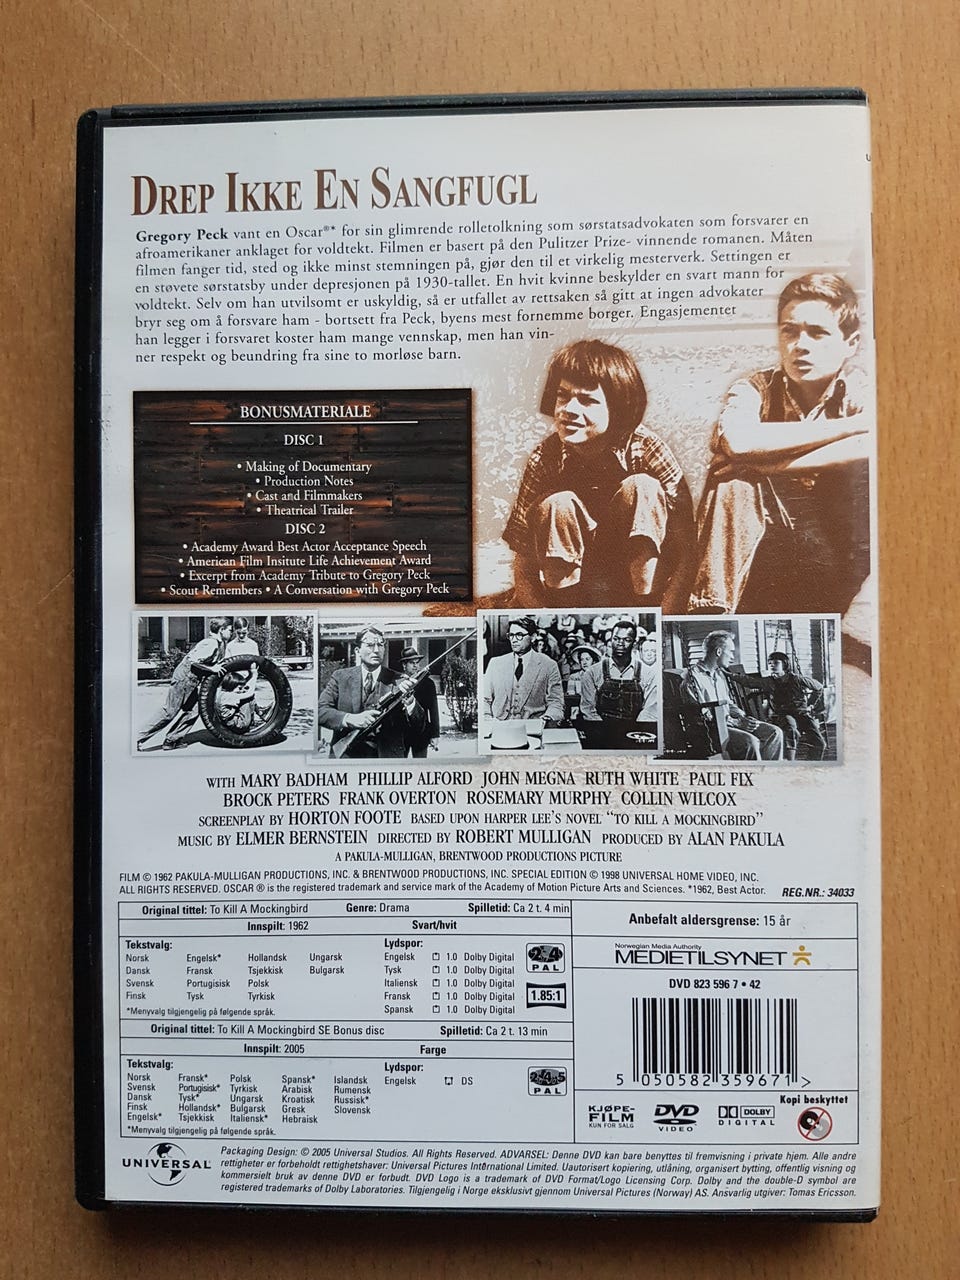 DREP IKKE EN SANGFUGL
Gregory Peck vant en Oscar®* for sin glimrende rolletolkning som sørstatsadvokaten som forsvarer en
afroamerikaner anklaget for voldtekt. Filmen er basert på den Pulitzer Prize- vinnende romanen. Måten
filmen fanger tid, sted og ikke minst stemningen på, gjør den til et virkelig mesterverk. Settingen er
en støvete sørstatsby under depresjonen på 1930-tallet. En hvit kvinne beskylder en svart mann for
voldtekt. Selv om han utvilsomt er uskyldig, så er utfallet av rettsaken så gitt at ingen advokater
bryr seg om å forsvare ham - bortsett fra Peck, byens mest fornemme borger. Engasjementet
han legger i forsvaret koster ham mange vennskap, men han vin-
ner respekt og beundring fra sine to morløse barn.
BONUSMATERIALE
DISC 1
• Making of Documentary
• Production Notes
• Cast and Filmmakers
• Theatrical Trailer
DISC 2
• Academy Award Best Actor Acceptance Speech
• American Film Insitute Life Achievement Award
• Excerpt from Academy Tribute to Gregory Peck
• Scout Remembers • A Conversation with Gregory Peck
WITH MARY BADHAM PHILLIP ALFORD JOHN MEGNA RUTH WHITE PAUL FIX
BROCK PETERS FRANK OVERTON ROSEMARY MURPHY COLLIN WILCOX
SCREENPLAY BY HORTON FOOTE BASED UPON HARPER LEE'S NOVEL "TO KILL A MOCKINGBIRD"
MUSIC BY ELMER BERNSTEIN DIRECTED BY ROBERT MULLIGAN PRODUCED BY ALAN PAKULA
A PAKULA-MULLIGAN, BRENTWOOD PRODUCTIONS PICTURE
FILM © 1962 PAKULA-MULLIGAN PRODUCTIONS, INC. & BRENTWOOD PRODUCTIONS, INC. SPECIAL EDITION © 1998 UNIVERSAL HOME VIDEO, INC.
ALL RIGHTS RESERVED. OSCAR ® is the registered trademark and service mark of the Academy of Motion Picture Arts and Sciences. *1962, Best Actor. REG.NR.: 34033
Original tittel: To Kill A Mockingbird Genre: Drama Spilletid: Ca 2 t. 4 min
Innspilt: 1962 Svart/hvit
Tekstvalg: Lydspor:
Norsk Engelsk* Hollandsk Ungarsk Engelsk 1.0 Dolby Digital
Dansk Fransk Tsjekkisk Bulgarsk Tysk 1.0 Dolby Digital
Svensk Portugisisk Polsk Italiensk 1.0 Dolby Digital
Finsk Tysk Tyrkisk Fransk 1.0 Dolby Digital
*Menyvalg tilgjengelig på følgende språk. Spansk 1.0 Dolby Digital
2 4
PAL
1.85:1
Original tittel: To Kill A Mockingbird SE Bonus disc Spilletid: Ca 2 t. 13 min
Innspilt: 2005 Farge
Tekstvalg: Lydspor:
Norsk Fransk* Polsk Spansk* Islandsk Engelsk DS
Svensk Portugisisk* Tyrkisk Arabisk Rumensk
Dansk Tysk* Ungarsk Kroatisk Russisk*
Finsk Hollandsk* Bulgarsk Gresk Slovensk
Engelsk* Tsjekkisk Italiensk* Hebraisk
*Menyvalg tilgjengelig på følgende språk.
2 4 5
PAL
Anbefalt aldersgrense: 15 år
Norwegian Media Authority
MEDIETILSYNET
DVD 823 596 7 • 42
5 050582 359671 >
Kopi beskyttet
KJØPE-
FILM
KUN FOR SALG
DVD
VIDEO
DOLBY
DIGITAL
UNIVERSAL
Packaging Design: © 2005 Universal Studios. All Rights Reserved. ADVARSEL: Denne DVD kan bare benyttes til fremvisning i private hjem. Alle andre
rettigheter er forbeholdt rettighetshaver: Universal Pictures International Limited. Uautorisert kopiering, utlåning, organisert bytting, offentlig visning og
kommersielt bruk av denne DVD er forbudt. DVD Logo is a trademark of DVD Format/Logo Licensing Corp. Dolby and the double-D symbol are
registered trademarks of Dolby Laboratories. Tilgjengelig i Norge eksklusivt gjennom Universal Pictures (Norway) AS. Ansvarlig utgiver: Tomas Ericsson.